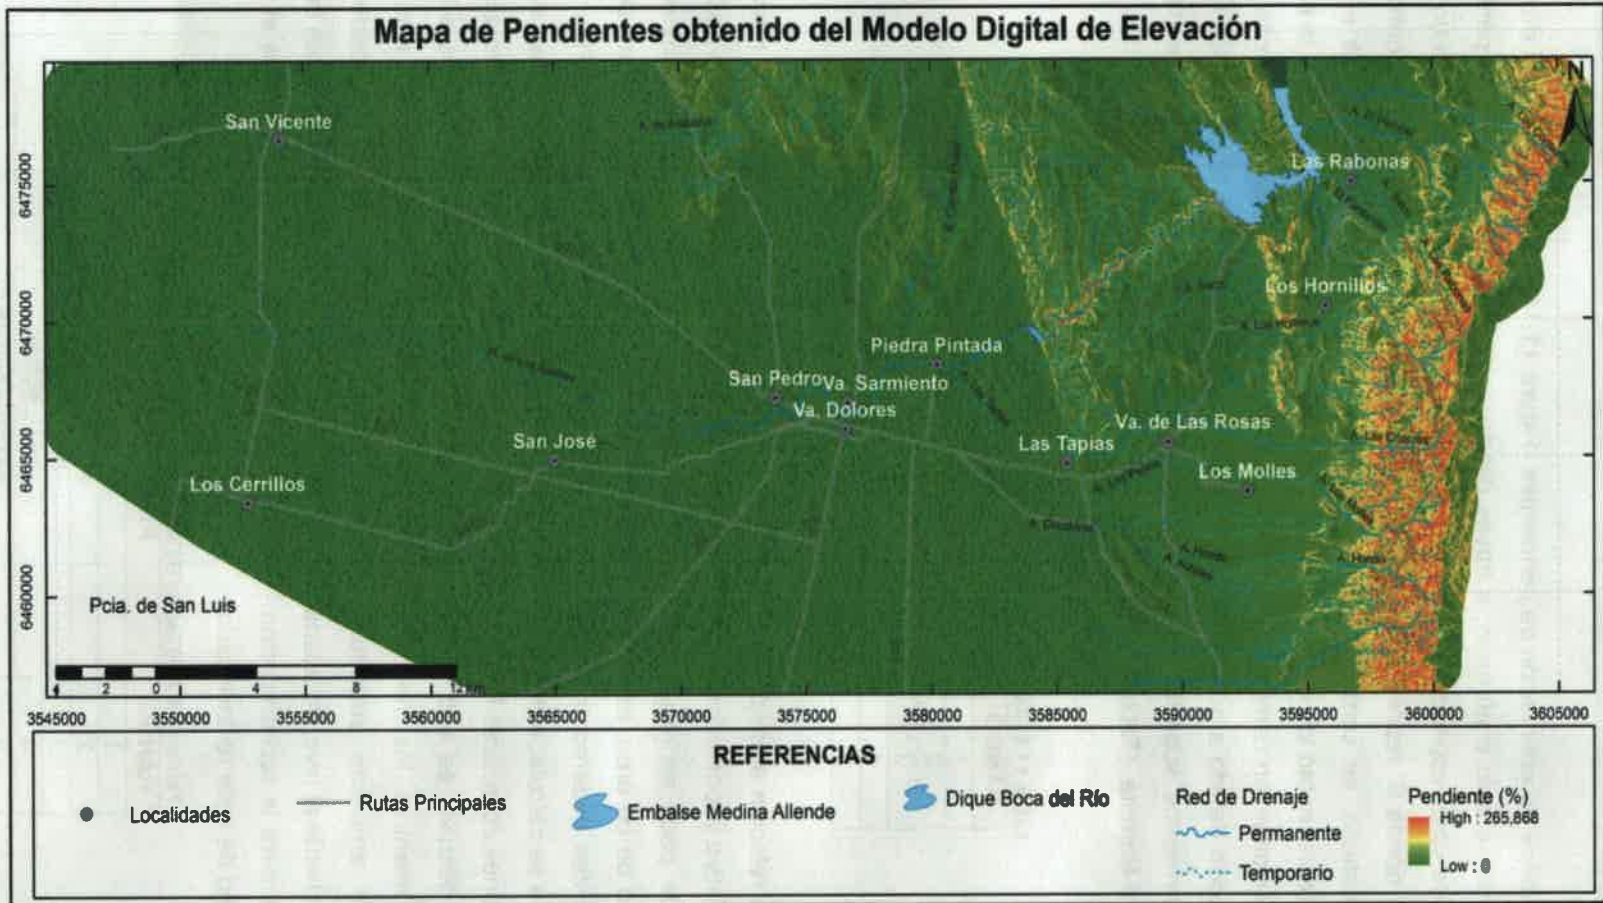 Mapa de Pendientes obtenido del Modelo Digital de Elevación
N
San Vicente
Las Rabonas
Los Hornillos
Piedra Pintada
San Pedro
Va. Sarmiento
Va. Dolores
San José
Las Tapias
Va. de Las Rosas
Los Molles
Los Cerrillos
A. Hondo
A. Hondo
Pcia. de San Luis
6475000
6470000
6465000
6460000
2 0 4 8 12
3545000 3550000 3555000 3560000 3565000 3570000 3575000 3580000 3585000 3590000 3595000 3600000 3605000
REFERENCIAS
Localidades
Rutas Principales
Embalse Medina Allende
Dique Boca del Río
Red de Drenaje
Permanente
Temporario
Pendiente (%)
High : 265,868
Low : 0